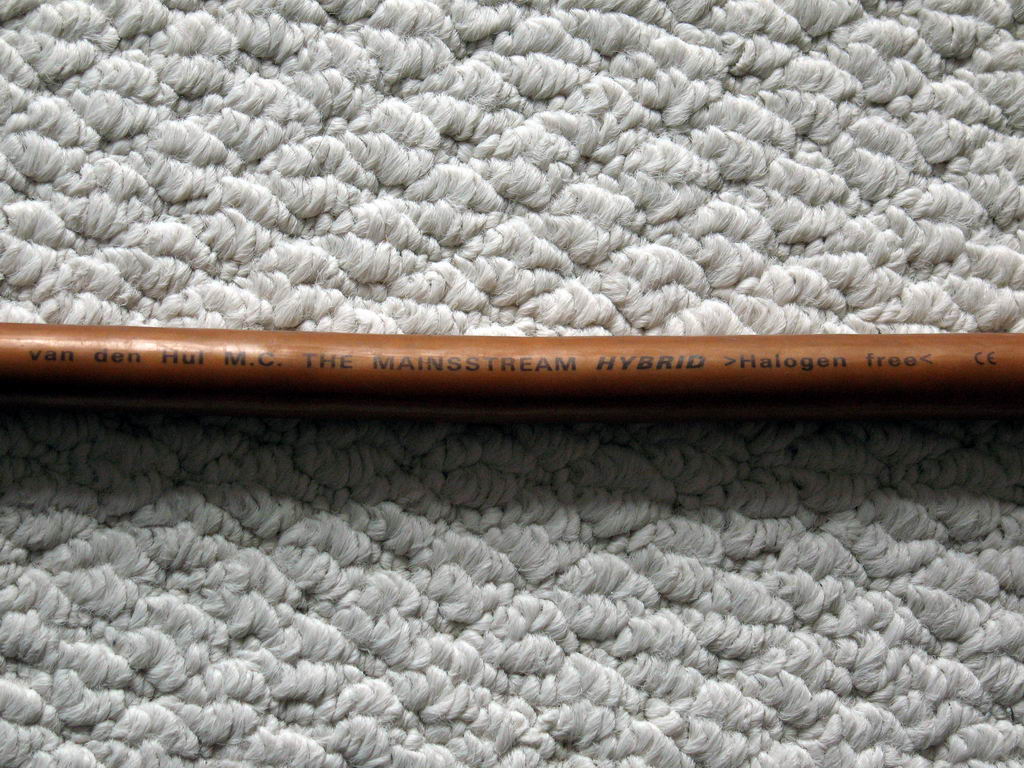 van den Hul M.C. THE MAINSSTREAM HYBRID >Halogen free< CE